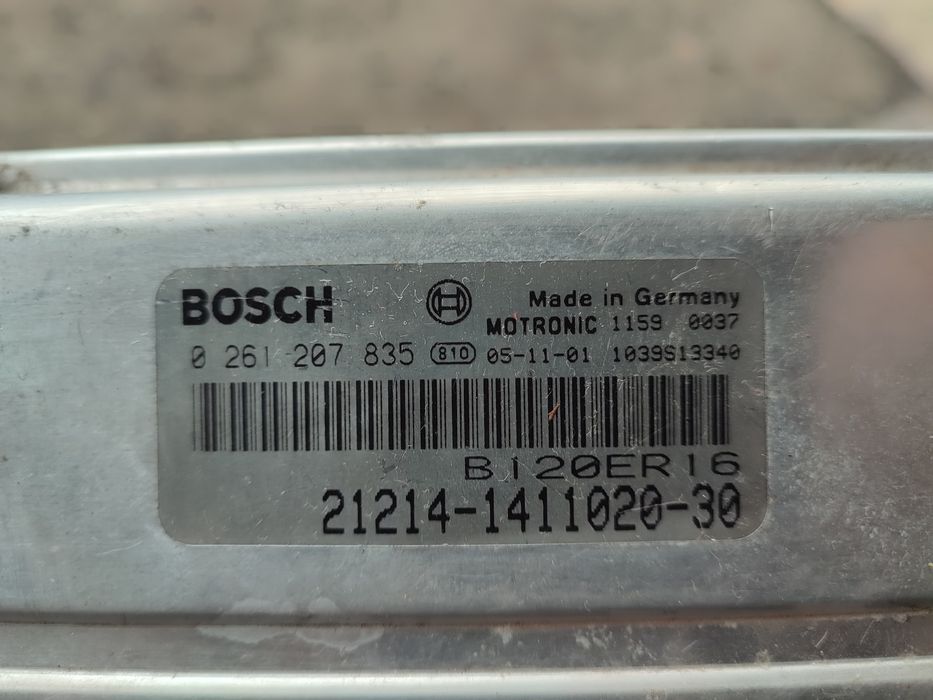 BOSCH Made in Germany
MOTRONIC 1159 0037
0 261 207 835 810 05-11-01 1039S13340
B120ER16
21214-1411020-30